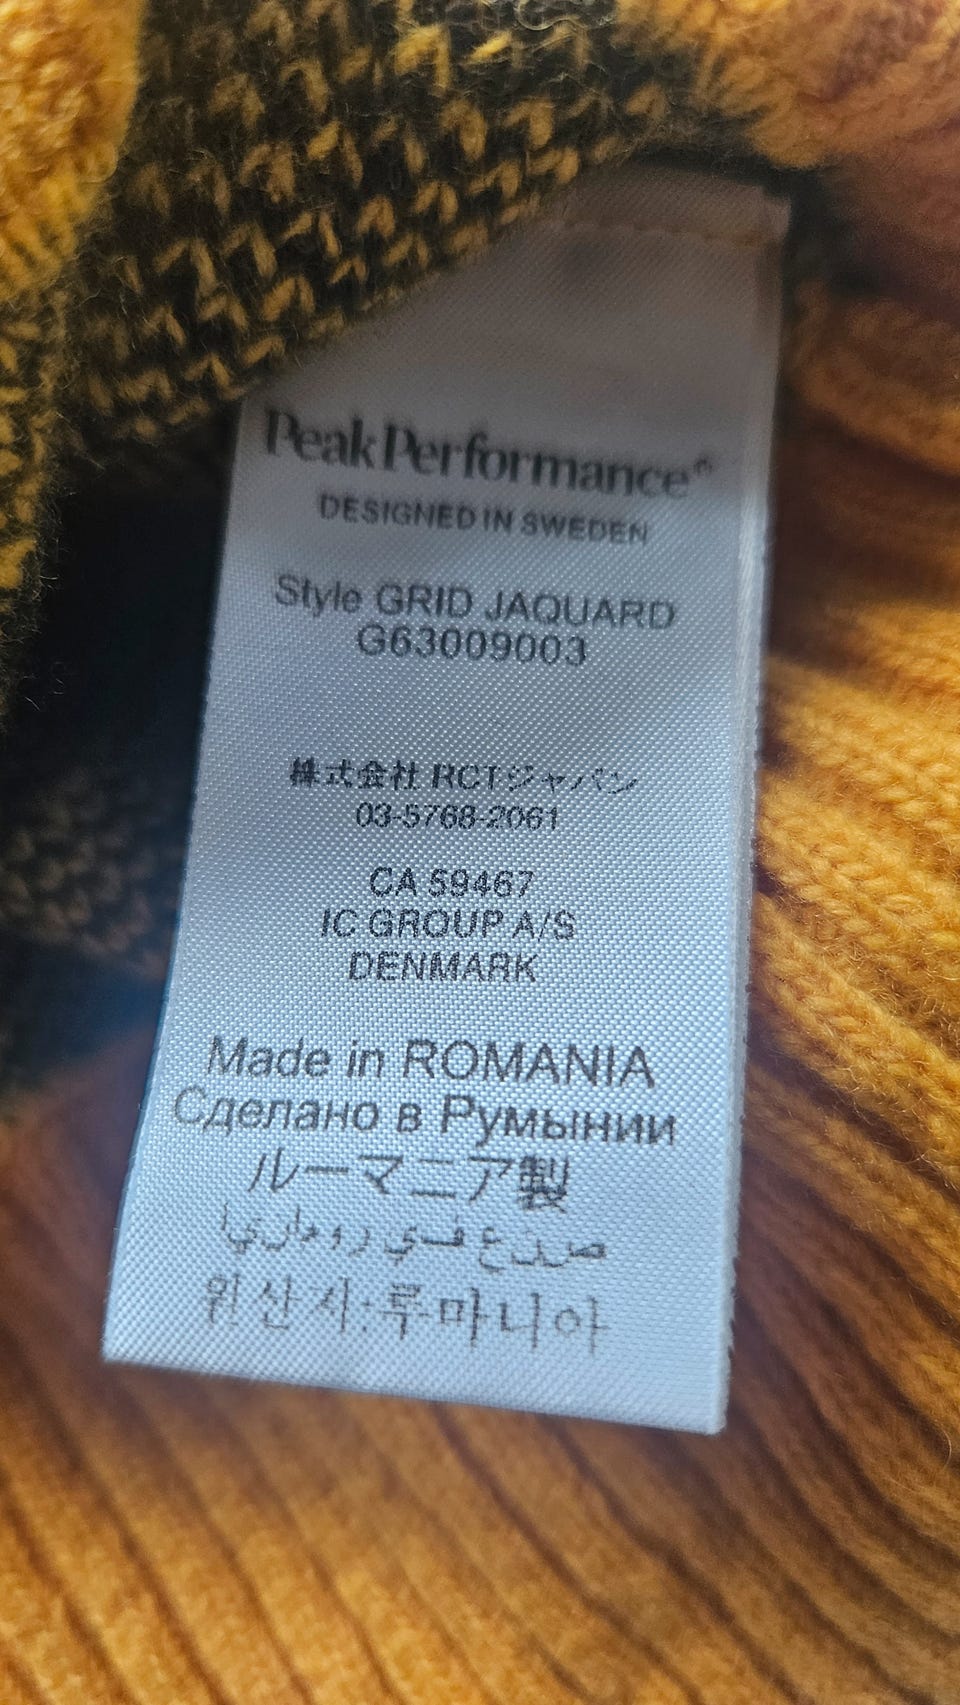 PeakPerformance®
DESIGNED IN SWEDEN
Style GRID JAQUARD
G63009003
株式会社 RCTジャパン
03-5768-2061
CA 59467
IC GROUP A/S
DENMARK
Made in ROMANIA
Сделано в Румынии
ルーマニア製
صنع في رومانيا
원산지:루마니아